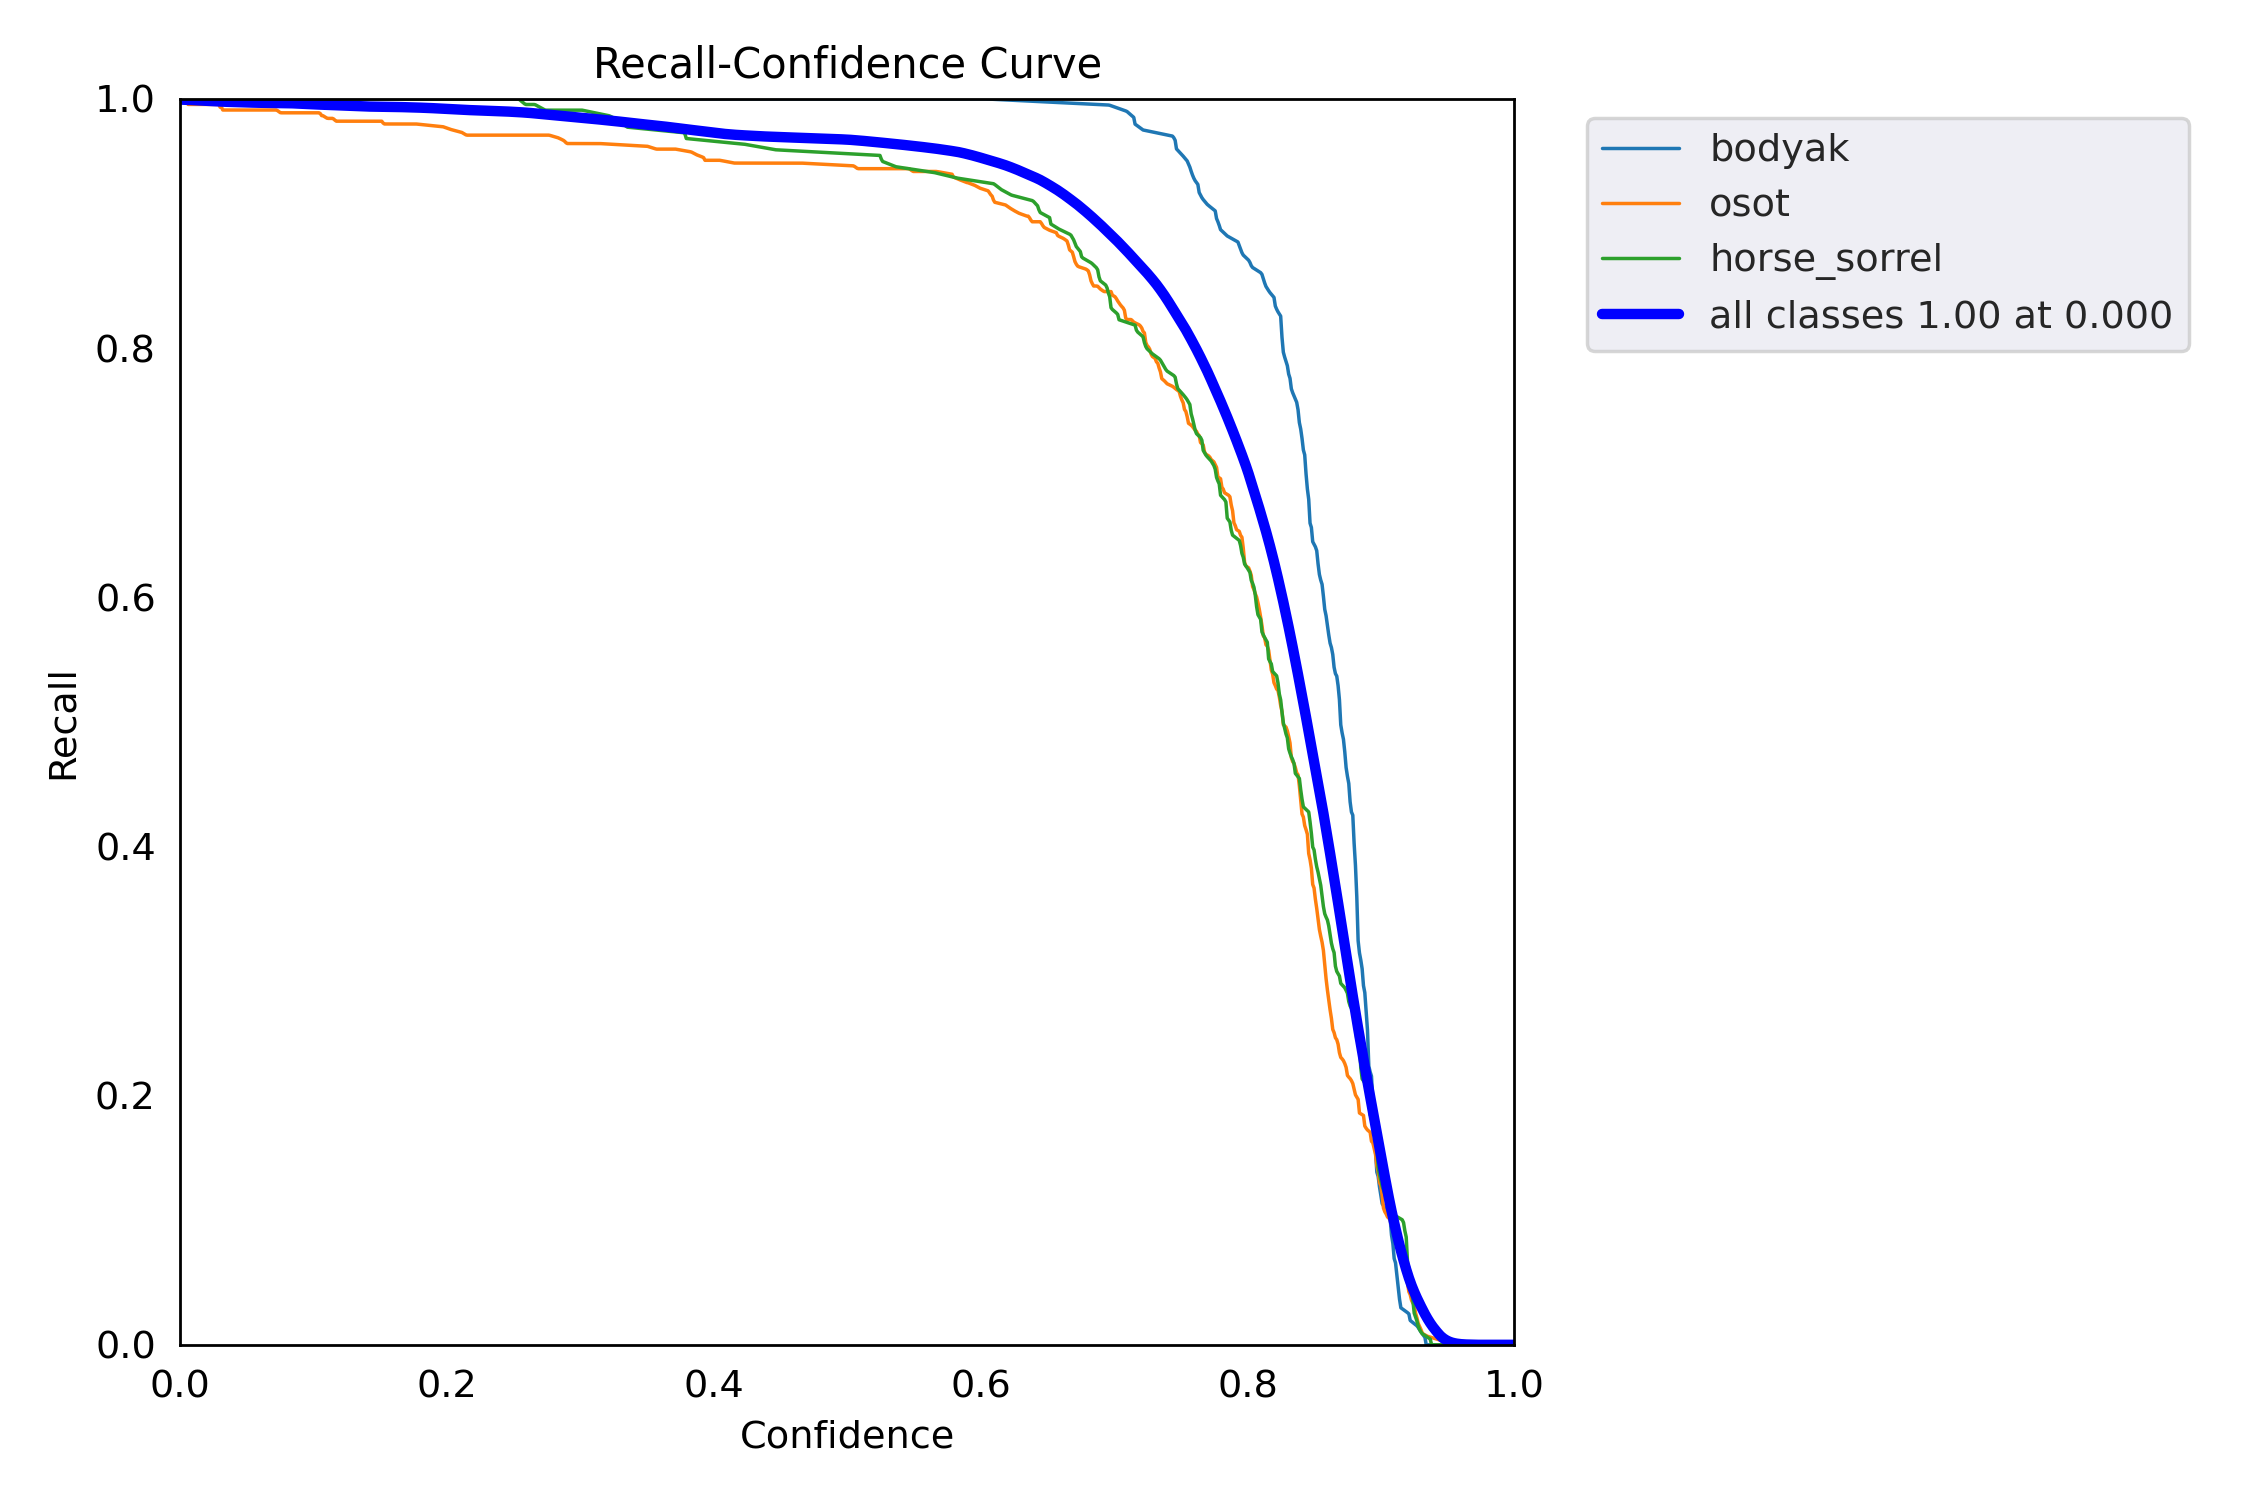 Recall-Confidence Curve
1.0
0.8
0.6
0.4
0.2
0.0
Recall
0.0 0.2 0.4 0.6 0.8 1.0
Confidence
bodyak
osot
horse_sorrel
all classes 1.00 at 0.000